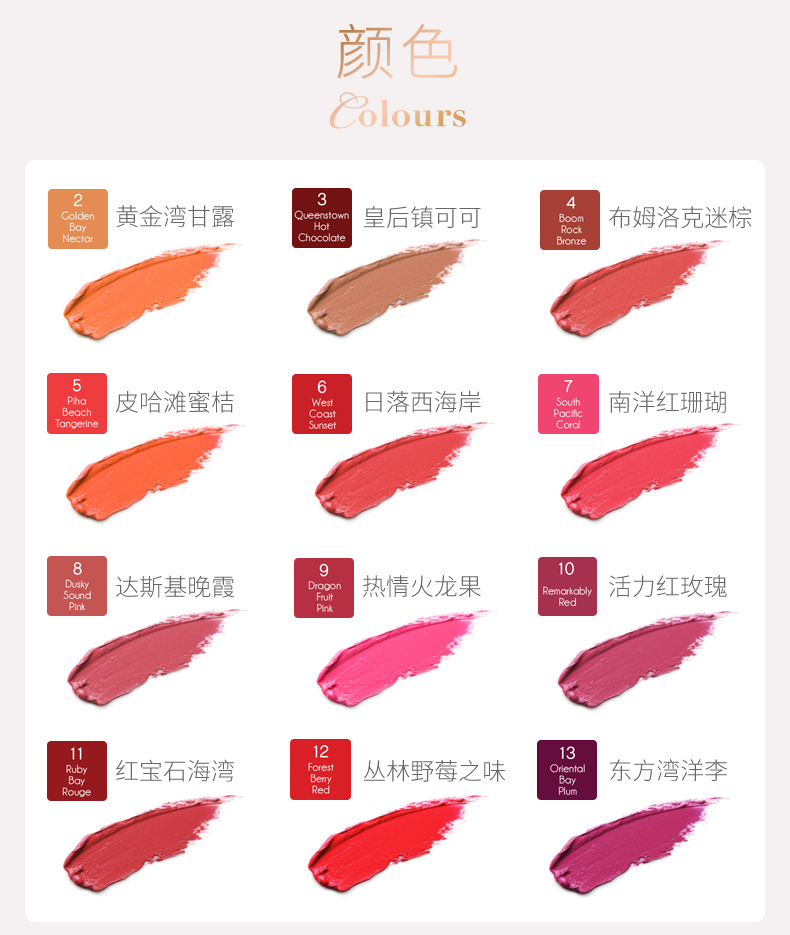 颜色
Colours
2
Golden
Bay
Nectar
黄金湾甘露
3
Queenstown
Hot
Chocolate
皇后镇可可
4
Boom
Rock
Bronze
布姆洛克迷棕
5
Piha
Beach
Tangerine
皮哈滩蜜桔
6
West
Coast
Sunset
日落西海岸
7
South
Pacific
Coral
南洋红珊瑚
8
Dusky
Sound
Pink
达斯基晚霞
9
Dragon
Fruit
Pink
热情火龙果
10
Remarkably
Red
活力红玫瑰
11
Ruby
Bay
Rouge
红宝石海湾
12
Forest
Berry
Red
丛林野莓之味
13
Oriental
Bay
Plum
东方湾洋李